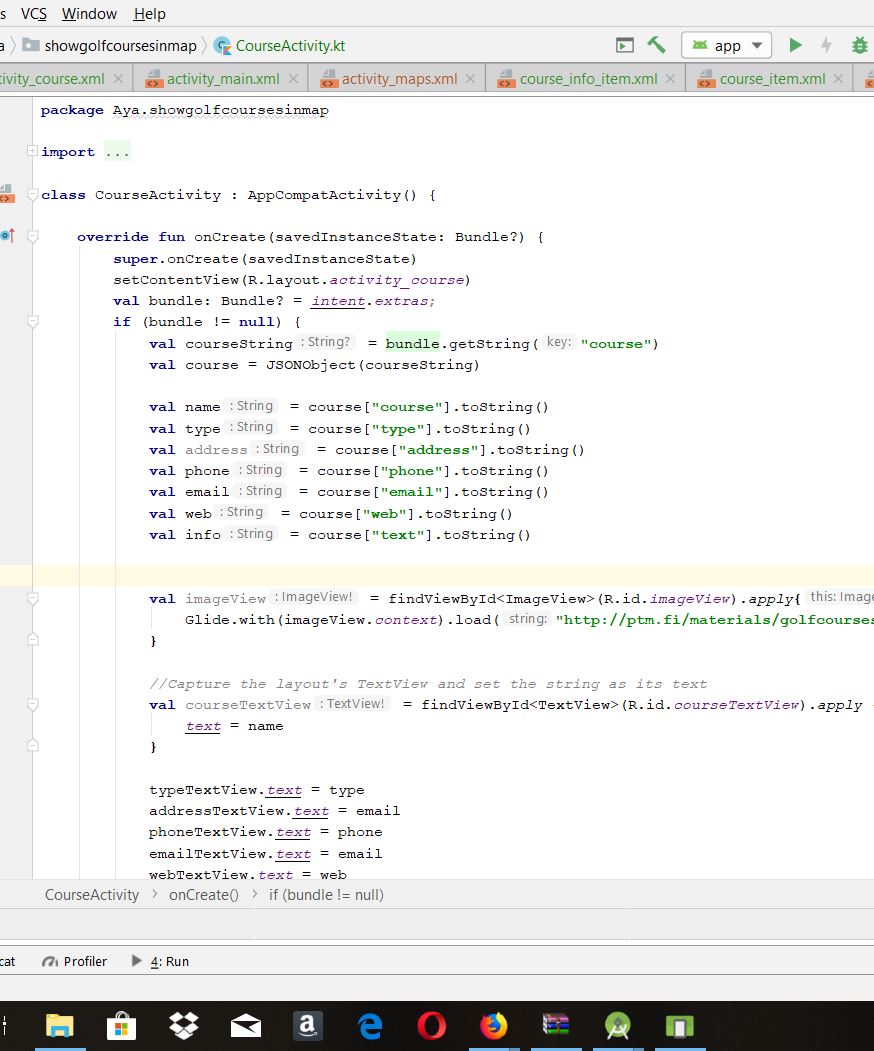 s VCS Window Help
a showgolfcoursesinmap CourseActivity.kt app
ivity_course.xml activity_main.xml activity_maps.xml course_info_item.xml course_item.xml
package Aya.showgolfcoursesinmap
import ...
class CourseActivity : AppCompatActivity() {
override fun onCreate(savedInstanceState: Bundle?) {
super.onCreate(savedInstanceState)
setContentView(R.layout.activity_course)
val bundle: Bundle? = intent.extras;
if (bundle != null) {
val courseString : String? = bundle.getString( key: "course")
val course = JSONObject(courseString)
val name : String = course["course"].toString()
val type : String = course["type"].toString()
val address : String = course["address"].toString()
val phone : String = course["phone"].toString()
val email : String = course["email"].toString()
val web : String = course["web"].toString()
val info : String = course["text"].toString()
val imageView : ImageView! = findViewById<ImageView>(R.id.imageView).apply{ this: Image
Glide.with(imageView.context).load( string: "http://ptm.fi/materials/golfcourses
}
//Capture the layout's TextView and set the string as its text
val courseTextView : TextView! = findViewById<TextView>(R.id.courseTextView).apply {
text = name
}
typeTextView.text = type
addressTextView.text = email
phoneTextView.text = phone
emailTextView.text = email
webTextView.text = web
CourseActivity > onCreate() > if (bundle != null)
cat Profiler 4: Run
a